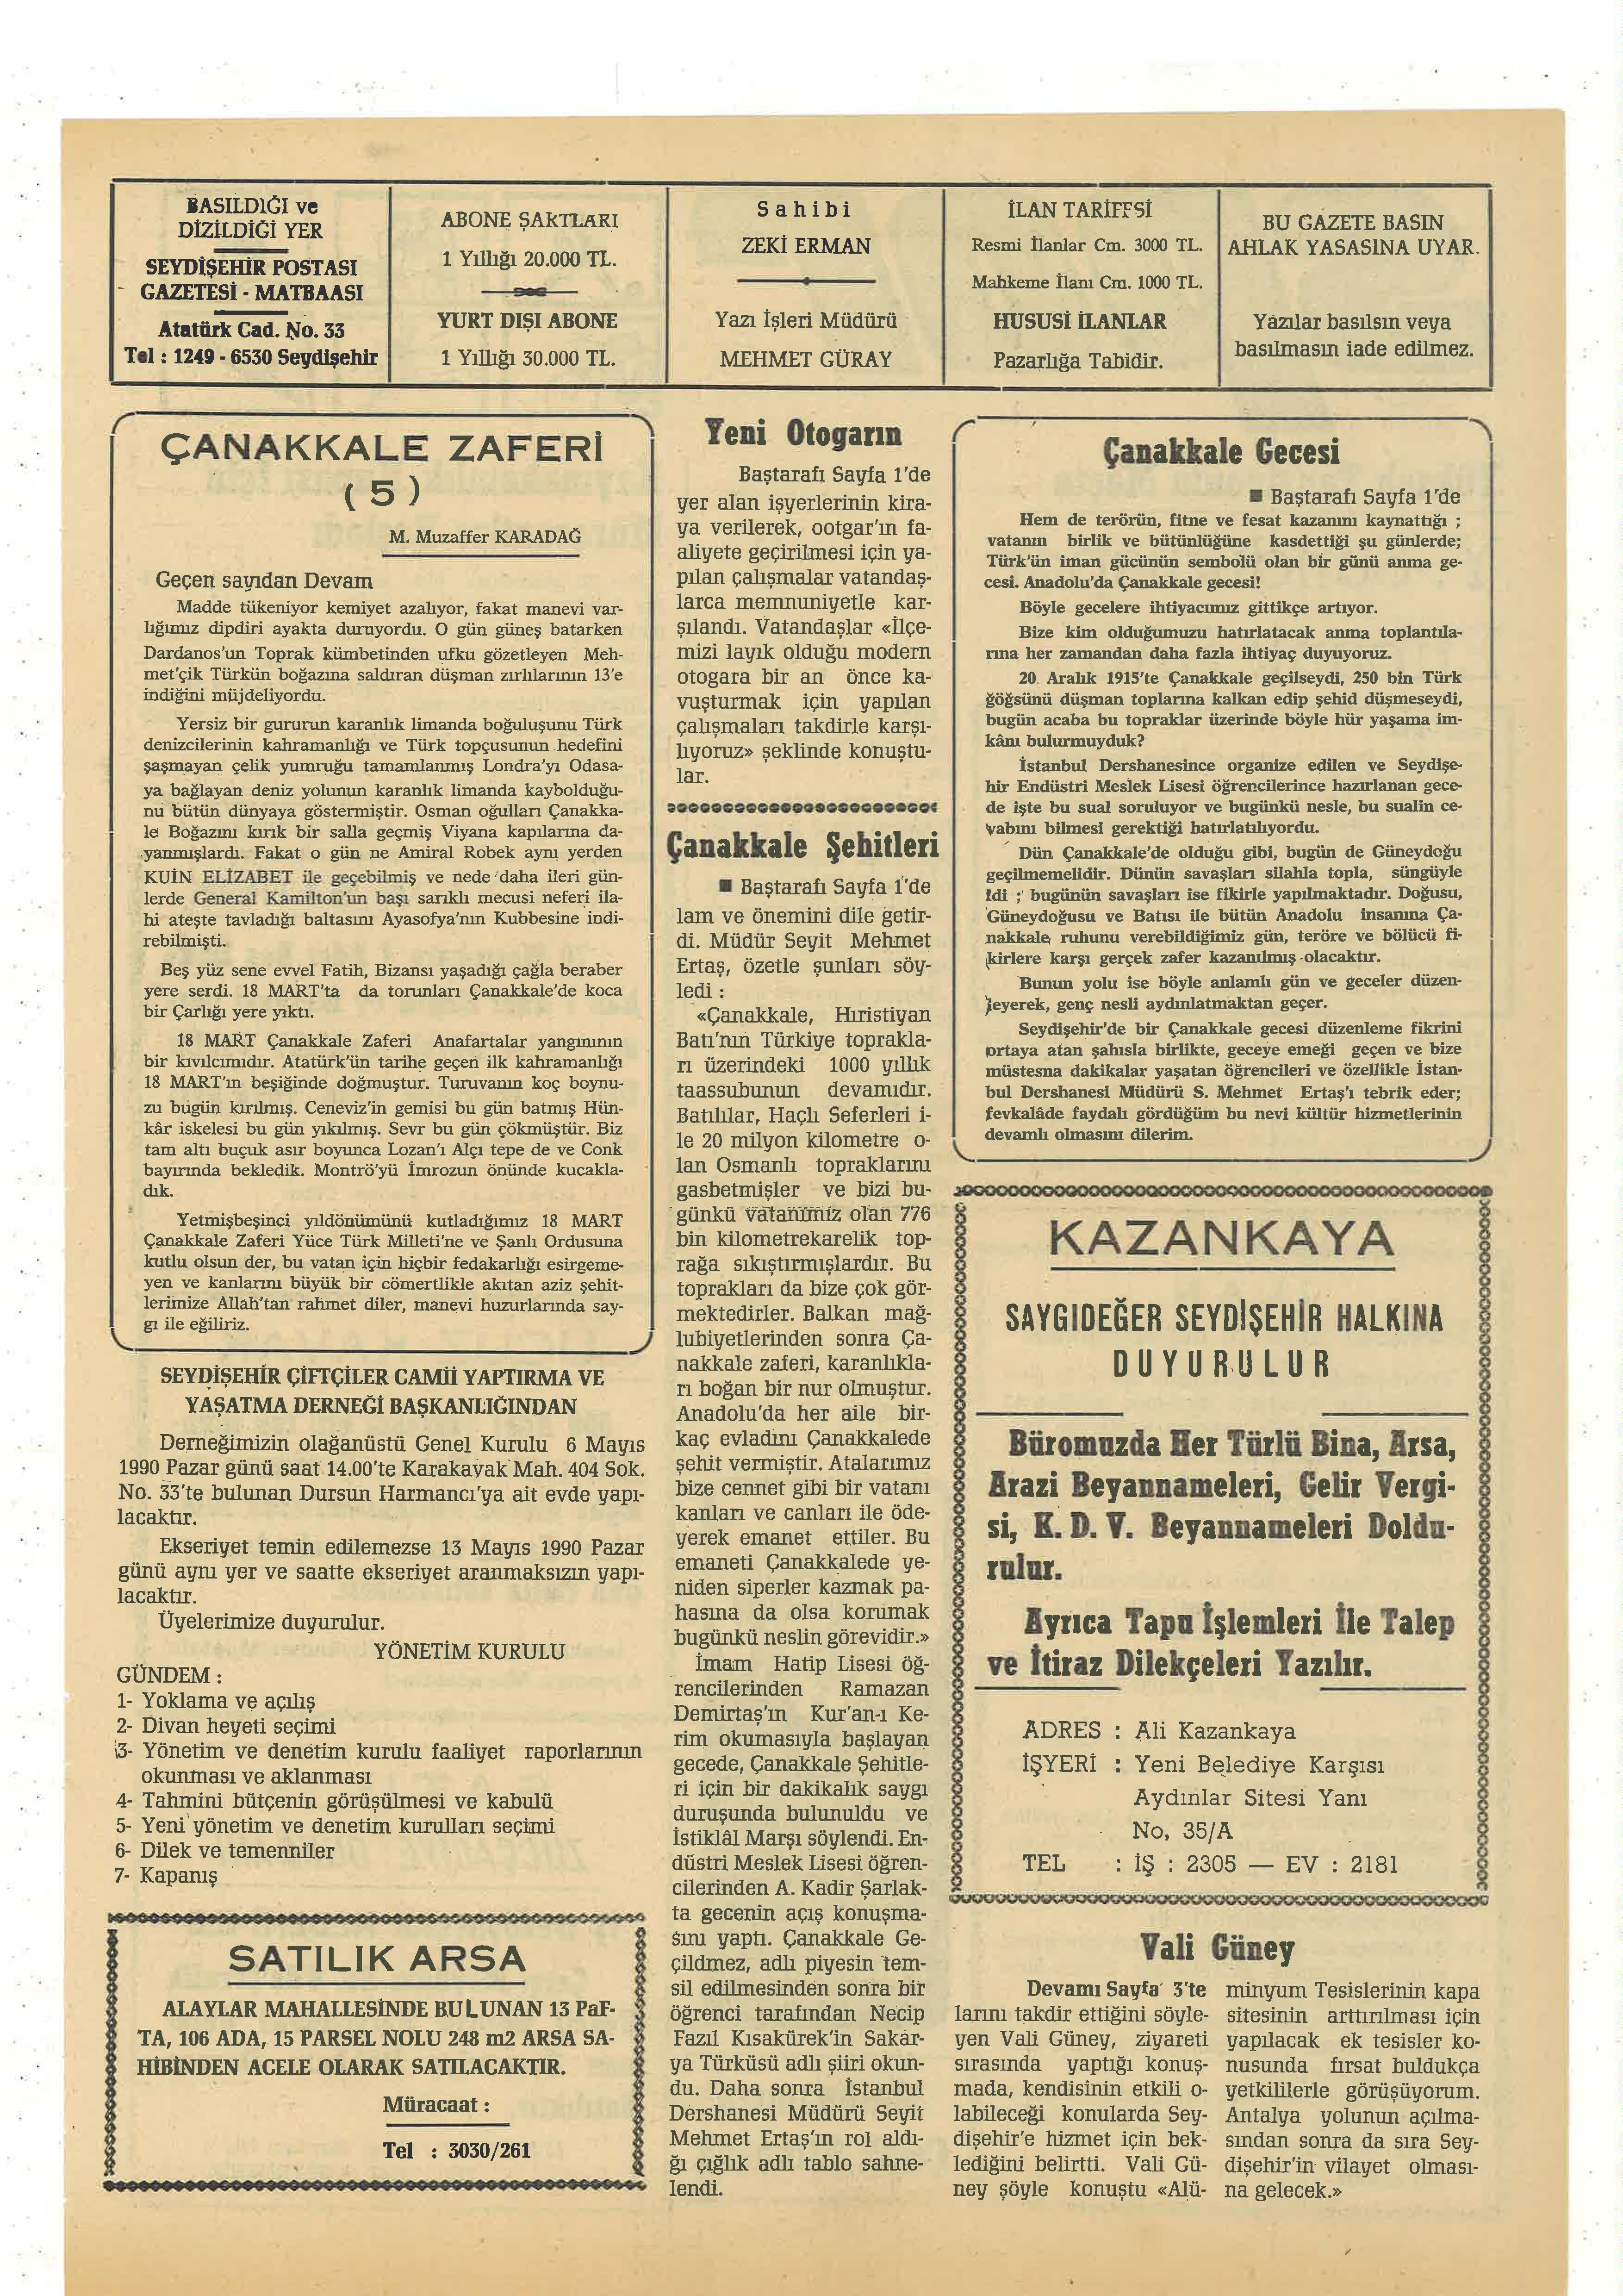 BASILDIĞI ve
DİZİLDİĞİ YER
SEYDİŞEHİR POSTASI
GAZETESİ - MATBAASI
Atatürk Cad. No. 33
Tel : 1249 - 6530 Seydişehir
ABONE ŞAKTLARI
1 Yıllığı 20.000 TL.
YURT DIŞI ABONE
1 Yıllığı 30.000 TL.
Sahibi
ZEKİ ERMAN
Yazı İşleri Müdürü
MEHMET GÜRAY
İLAN TARİFFSİ
Resmi İlanlar Cm. 3000 TL.
Mahkeme İlanı Cm. 1000 TL.
HUSUSİ İLANLAR
Pazarlığa Tabidir.
BU GAZETE BASIN
AHLAK YASASINA UYAR.
Yazılar basılsın veya
basılmasın iade edilmez.
ÇANAKKALE ZAFERİ
( 5 )
M. Muzaffer KARADAĞ
Geçen sayıdan Devam
Madde tükeniyor kemiyet azalıyor, fakat manevi var-
lığımız dipdiri ayakta duruyordu. O gün güneş batarken
Dardanos'un Toprak kümbetinden ufku gözetleyen Meh-
met'çik Türkün boğazına saldıran düşman zırlılarının 13'e
indiğini müjdeliyordu.
Yersiz bir gururun karanlık limanda boğuluşunu Türk
denizcilerinin kahramanlığı ve Türk topçusunun hedefini
şaşmayan çelik yumruğu tamamlanmış Londra'yı Odasa-
ya bağlayan deniz yolunun karanlık limanda kaybolduğu-
nu bütün dünyaya göstermiştir. Osman oğulları Çanakka-
le Boğazını kırık bir salla geçmiş Viyana kapılarına da-
yanmışlardı. Fakat o gün ne Amiral Robek aynı yerden
KUİN ELİZABET ile geçebilmiş ve nede daha ileri gün-
lerde General Kamilton'un başı sarıklı mecusi neferi ila-
hi ateşte tavladığı baltasını Ayasofya'nın Kubbesine indi-
rebilmişti.
Beş yüz sene evvel Fatih, Bizansı yaşadığı çağla beraber
yere serdi. 18 MART'ta da torunları Çanakkale'de koca
bir Çarlığı yere yıktı.
18 MART Çanakkale Zaferi Anafartalar yangınının
bir kıvılcımıdır. Atatürk'ün tarihe geçen ilk kahramanlığı
18 MART'ın beşiğinde doğmuştur. Turuvanın koç boynu-
zu bugün kırılmış. Ceneviz'in gemisi bu gün batmış Hün-
kâr iskelesi bu gün yıkılmış. Sevr bu gün çökmüştür. Biz
tam altı buçuk asır boyunca Lozan'ı Alçı tepe de ve Conk
bayırında bekledik. Montrö'yü İmrozun önünde kucakla-
dık.
Yetmişbeşinci yıldönümünü kutladığımız 18 MART
Çanakkale Zaferi Yüce Türk Milleti'ne ve Şanlı Ordusuna
kutlu olsun der, bu vatan için hiçbir fedakarlığı esirgeme-
yen ve kanlarını büyük bir cömertlikle akıtan aziz şehit-
lerimize Allah'tan rahmet diler, manevi huzurlarında say-
gı ile eğiliriz.
SEYDİŞEHİR ÇİFTÇİLER CAMİİ YAPTIRMA VE
YAŞATMA DERNEĞİ BAŞKANLIĞINDAN
Derneğimizin olağanüstü Genel Kurulu 6 Mayıs
1990 Pazar günü saat 14.00'te Karakavak Mah. 404 Sok.
No. 33'te bulunan Dursun Harmancı'ya ait evde yapı-
lacaktır.
Ekseriyet temin edilemezse 13 Mayıs 1990 Pazar
günü aynı yer ve saatte ekseriyet aranmaksızın yapı-
lacaktır.
Üyelerimize duyurulur.
YÖNETİM KURULU
GÜNDEM :
1- Yoklama ve açılış
2- Divan heyeti seçimi
3- Yönetim ve denetim kurulu faaliyet raporlarının
okunması ve aklanması
4- Tahmini bütçenin görüşülmesi ve kabulü
5- Yeni yönetim ve denetim kurulları seçimi
6- Dilek ve temenniler
7- Kapanış
SATILIK ARSA
ALAYLAR MAHALLESİNDE BULUNAN 13 PaF-
TA, 106 ADA, 15 PARSEL NOLU 248 m2 ARSA SA-
HİBİNDEN ACELE OLARAK SATILACAKTIR.
Müracaat :
Tel : 3030/261
Yeni Otogarın
Baştarafı Sayfa 1'de
yer alan işyerlerinin kira-
ya verilerek, ootgar'ın fa-
aliyete geçirilmesi için ya-
pılan çalışmalar vatandaş-
larca memnuniyetle kar-
şılandı. Vatandaşlar «İlçe-
mizi layık olduğu modern
otogara bir an önce ka-
vuşturmak için yapılan
çalışmaları takdirle karşı-
lıyoruz» şeklinde konuştu-
lar.
Çanakkale Şehitleri
■ Baştarafı Sayfa 1'de
lam ve önemini dile getir-
di. Müdür Seyit Mehmet
Ertaş, özetle şunları söy-
ledi :
«Çanakkale, Hıristiyan
Batı'nın Türkiye toprakla-
rı üzerindeki 1000 yıllık
taassubunun devamıdır.
Batılılar, Haçlı Seferleri i-
le 20 milyon kilometre o-
lan Osmanlı topraklarını
gasbetmişler ve bizi bu-
günkü vatanımız olan 776
bin kilometrekarelik top-
rağa sıkıştırmışlardır. Bu
toprakları da bize çok gör-
mektedirler. Balkan mağ-
lubiyetlerinden sonra Ça-
nakkale zaferi, karanlıkla-
rı boğan bir nur olmuştur.
Anadolu'da her aile bir-
kaç evladını Çanakkalede
şehit vermiştir. Atalarımız
bize cennet gibi bir vatanı
kanları ve canları ile öde-
yerek emanet ettiler. Bu
emaneti Çanakkalede ye-
niden siperler kazmak pa-
hasına da olsa korumak
bugünkü neslin görevidir.»
İmam Hatip Lisesi öğ-
rencilerinden Ramazan
Demirtaş'ın Kur'an-ı Ke-
rim okumasıyla başlayan
gecede, Çanakkale Şehitle-
ri için bir dakikalık saygı
duruşunda bulunuldu ve
İstiklâl Marşı söylendi. En-
düstri Meslek Lisesi öğren-
cilerinden A. Kadir Şarlak-
ta gecenin açış konuşma-
sını yaptı. Çanakkale Ge-
çildmez, adlı piyesin tem-
sil edilmesinden sonra bir
öğrenci tarafından Necip
Fazıl Kısakürek'in Sakar-
ya Türküsü adlı şiiri okun-
du. Daha sonra İstanbul
Dershanesi Müdürü Seyit
Mehmet Ertaş'ın rol aldı-
ğı çığlık adlı tablo sahne-
lendi.
Çanakkale Gecesi
■ Baştarafı Sayfa 1'de
Hem de terörün, fitne ve fesat kazanını kaynattığı ;
vatanın birlik ve bütünlüğüne kasdettiği şu günlerde;
Türk'ün iman gücünün sembolü olan bir günü anma ge-
cesi. Anadolu'da Çanakkale gecesi!
Böyle gecelere ihtiyacımız gittikçe artıyor.
Bize kim olduğumuzu hatırlatacak anma toplantıla-
rına her zamandan daha fazla ihtiyaç duyuyoruz.
20 Aralık 1915'te Çanakkale geçilseydi, 250 bin Türk
göğsünü düşman toplarına kalkan edip şehid düşmeseydi,
bugün acaba bu topraklar üzerinde böyle hür yaşama im-
kânı bulurmuyduk?
İstanbul Dershanesince organize edilen ve Seydişe-
hir Endüstri Meslek Lisesi öğrencilerince hazırlanan gece-
de işte bu sual soruluyor ve bugünkü nesle, bu sualin ce-
vabını bilmesi gerektiği hatırlatılıyordu.
Dün Çanakkale'de olduğu gibi, bugün de Güneydoğu
geçilmemelidir. Dünün savaşları silahla topla, süngüyle
idi ; bugünün savaşları ise fikirle yapılmaktadır. Doğusu,
Güneydoğusu ve Batısı ile bütün Anadolu insanına Ça-
nakkale ruhunu verebildiğimiz gün, teröre ve bölücü fi-
kirlere karşı gerçek zafer kazanılmış olacaktır.
Bunun yolu ise böyle anlamlı gün ve geceler düzen-
leyerek, genç nesli aydınlatmaktan geçer.
Seydişehir'de bir Çanakkale gecesi düzenleme fikrini
ortaya atan şahısla birlikte, geceye emeği geçen ve bize
müstesna dakikalar yaşatan öğrencileri ve özellikle İstan-
bul Dershanesi Müdürü S. Mehmet Ertaş'ı tebrik eder;
fevkalâde faydalı gördüğüm bu nevi kültür hizmetlerinin
devamlı olmasını dilerim.
KAZANKAYA
SAYGIDEĞER SEYDİŞEHİR HALKINA
DUYURULUR
Büromuzda Her Türlü Bina, Arsa,
Arazi Beyannameleri, Gelir Vergi-
si, K. D. V. Beyannameleri Doldu-
rulur.
Ayrıca Tapu İşlemleri İle Talep
ve İtiraz Dilekçeleri Yazılır.
ADRES : Ali Kazankaya
İŞYERİ : Yeni Belediye Karşısı
Aydınlar Sitesi Yanı
No, 35/A
TEL : İŞ : 2305 — EV : 2181
Vali Güney
Devamı Sayfa 3'te
larını takdir ettiğini söyle-
yen Vali Güney, ziyareti
sırasında yaptığı konuş-
mada, kendisinin etkili o-
labileceği konularda Sey-
dişehir'e hizmet için bek-
lediğini belirtti. Vali Gü-
ney şöyle konuştu «Alü-
minyum Tesislerinin kapa
sitesinin arttırılması için
yapılacak ek tesisler ko-
nusunda fırsat buldukça
yetkililerle görüşüyorum.
Antalya yolunun açılma-
sından sonra da sıra Sey-
dişehir'in vilayet olması-
na gelecek.»